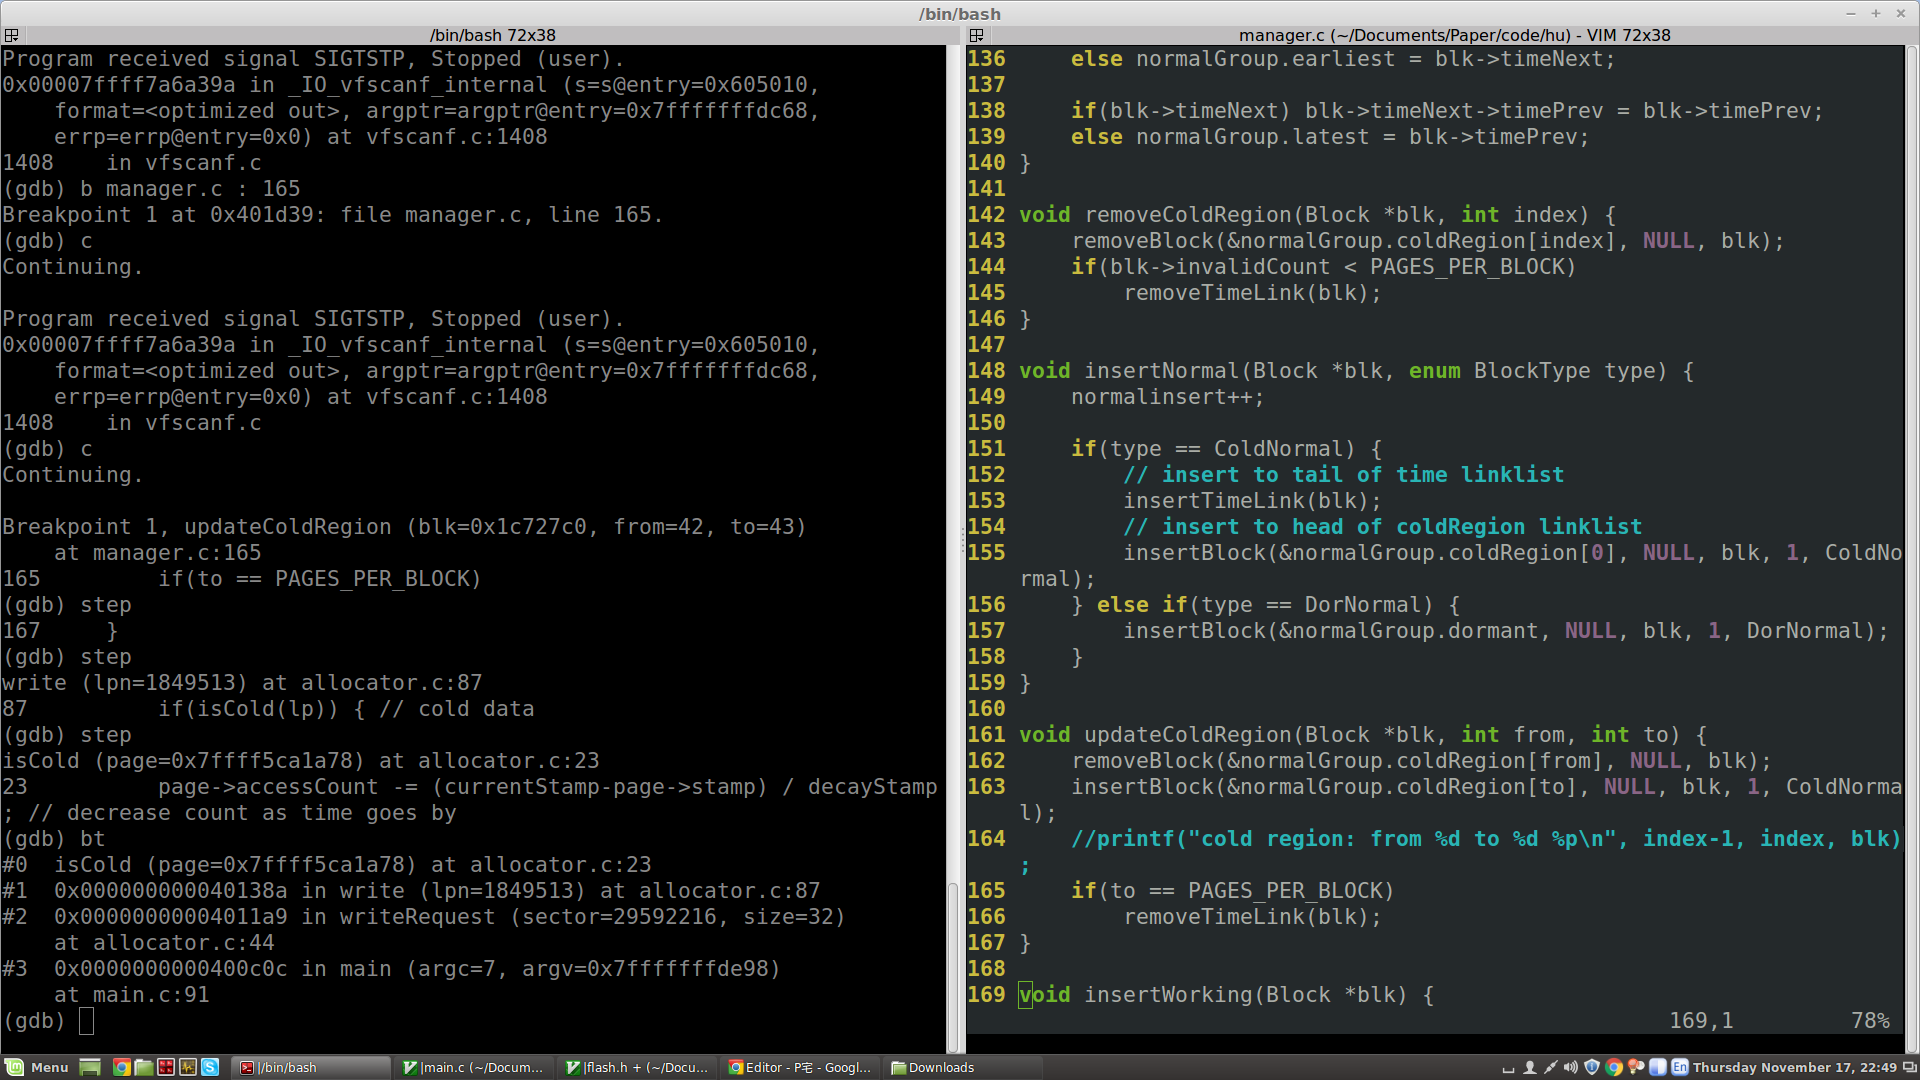 /bin/bash
/bin/bash 72x38
Program received signal SIGTSTP, Stopped (user).
0x00007ffff7a6a39a in _IO_vfscanf_internal (s=s@entry=0x605010,
    format=<optimized out>, argptr=argptr@entry=0x7fffffffdc68,
    errp=errp@entry=0x0) at vfscanf.c:1408
1408    in vfscanf.c
(gdb) b manager.c : 165
Breakpoint 1 at 0x401d39: file manager.c, line 165.
(gdb) c
Continuing.

Program received signal SIGTSTP, Stopped (user).
0x00007ffff7a6a39a in _IO_vfscanf_internal (s=s@entry=0x605010,
    format=<optimized out>, argptr=argptr@entry=0x7fffffffdc68,
    errp=errp@entry=0x0) at vfscanf.c:1408
1408    in vfscanf.c
(gdb) c
Continuing.

Breakpoint 1, updateColdRegion (blk=0x1c727c0, from=42, to=43)
    at manager.c:165
165         if(to == PAGES_PER_BLOCK)
(gdb) step
167     }
(gdb) step
write (lpn=1849513) at allocator.c:87
87          if(isCold(lp)) { // cold data
(gdb) step
isCold (page=0x7ffff5ca1a78) at allocator.c:23
23          page->accessCount -= (currentStamp-page->stamp) / decayStamp
; // decrease count as time goes by
(gdb) bt
#0  isCold (page=0x7ffff5ca1a78) at allocator.c:23
#1  0x000000000040138a in write (lpn=1849513) at allocator.c:87
#2  0x00000000004011a9 in writeRequest (sector=29592216, size=32)
    at allocator.c:44
#3  0x0000000000400c0c in main (argc=7, argv=0x7fffffffde98)
    at main.c:91
(gdb)
manager.c (~/Documents/Paper/code/hu) - VIM 72x38
136     else normalGroup.earliest = blk->timeNext;
137
138     if(blk->timeNext) blk->timeNext->timePrev = blk->timePrev;
139     else normalGroup.latest = blk->timePrev;
140 }
141
142 void removeColdRegion(Block *blk, int index) {
143     removeBlock(&normalGroup.coldRegion[index], NULL, blk);
144     if(blk->invalidCount < PAGES_PER_BLOCK)
145         removeTimeLink(blk);
146 }
147
148 void insertNormal(Block *blk, enum BlockType type) {
149     normalinsert++;
150
151     if(type == ColdNormal) {
152         // insert to tail of time linklist
153         insertTimeLink(blk);
154         // insert to head of coldRegion linklist
155         insertBlock(&normalGroup.coldRegion[0], NULL, blk, 1, ColdNo
rmal);
156     } else if(type == DorNormal) {
157         insertBlock(&normalGroup.dormant, NULL, blk, 1, DorNormal);
158     }
159 }
160
161 void updateColdRegion(Block *blk, int from, int to) {
162     removeBlock(&normalGroup.coldRegion[from], NULL, blk);
163     insertBlock(&normalGroup.coldRegion[to], NULL, blk, 1, ColdNorma
l);
164     //printf("cold region: from %d to %d %p\n", index-1, index, blk)
;
165     if(to == PAGES_PER_BLOCK)
166         removeTimeLink(blk);
167 }
168
169 void insertWorking(Block *blk) {
169,1         78%
Menu
|/bin/bash
|main.c (~/Docum...
|flash.h + (~/Docu...
Editor - P宅 - Googl...
Downloads
En
Thursday November 17, 22:49